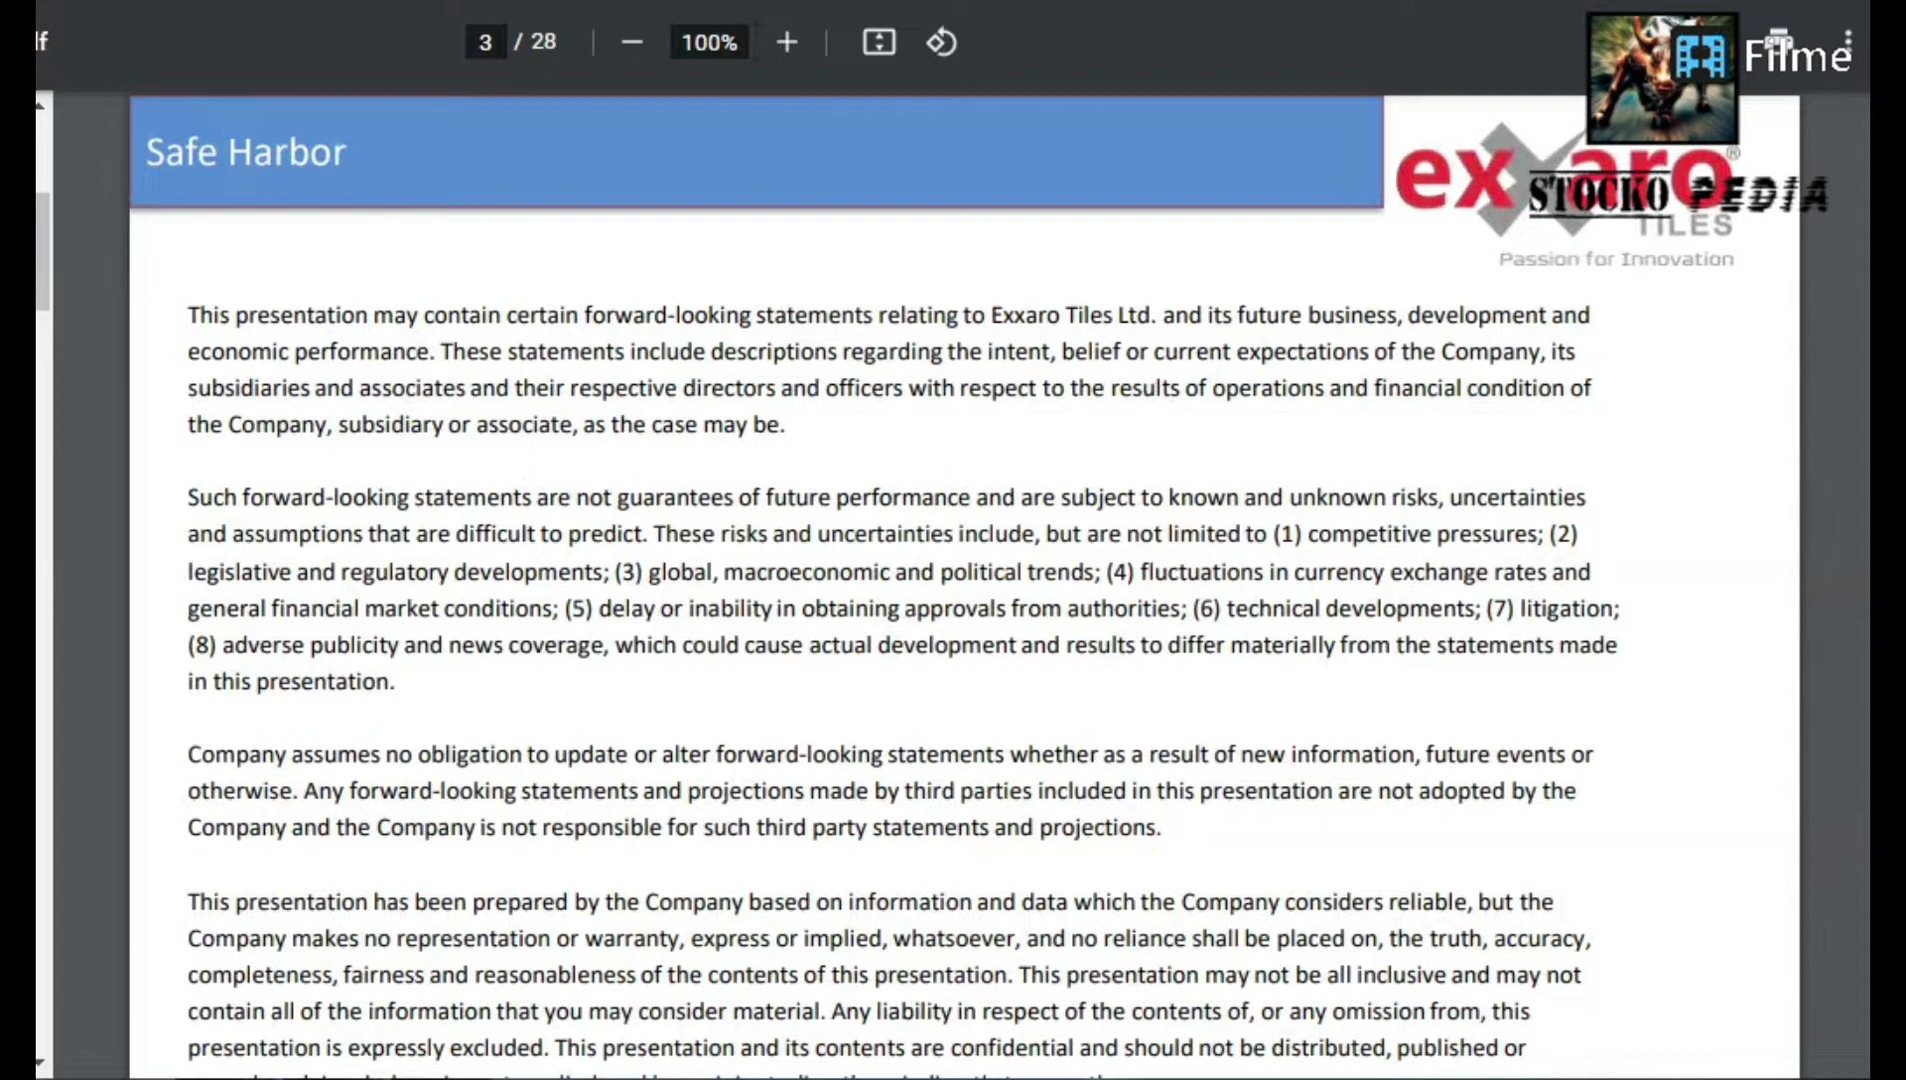 lf
3 / 28
100%
Filme
Safe Harbor
exxaro®
STOCKO PEDIA
TILES
Passion for Innovation
This presentation may contain certain forward-looking statements relating to Exxaro Tiles Ltd. and its future business, development and
economic performance. These statements include descriptions regarding the intent, belief or current expectations of the Company, its
subsidiaries and associates and their respective directors and officers with respect to the results of operations and financial condition of
the Company, subsidiary or associate, as the case may be.
Such forward-looking statements are not guarantees of future performance and are subject to known and unknown risks, uncertainties
and assumptions that are difficult to predict. These risks and uncertainties include, but are not limited to (1) competitive pressures; (2)
legislative and regulatory developments; (3) global, macroeconomic and political trends; (4) fluctuations in currency exchange rates and
general financial market conditions; (5) delay or inability in obtaining approvals from authorities; (6) technical developments; (7) litigation;
(8) adverse publicity and news coverage, which could cause actual development and results to differ materially from the statements made
in this presentation.
Company assumes no obligation to update or alter forward-looking statements whether as a result of new information, future events or
otherwise. Any forward-looking statements and projections made by third parties included in this presentation are not adopted by the
Company and the Company is not responsible for such third party statements and projections.
This presentation has been prepared by the Company based on information and data which the Company considers reliable, but the
Company makes no representation or warranty, express or implied, whatsoever, and no reliance shall be placed on, the truth, accuracy,
completeness, fairness and reasonableness of the contents of this presentation. This presentation may not be all inclusive and may not
contain all of the information that you may consider material. Any liability in respect of the contents of, or any omission from, this
presentation is expressly excluded. This presentation and its contents are confidential and should not be distributed, published or